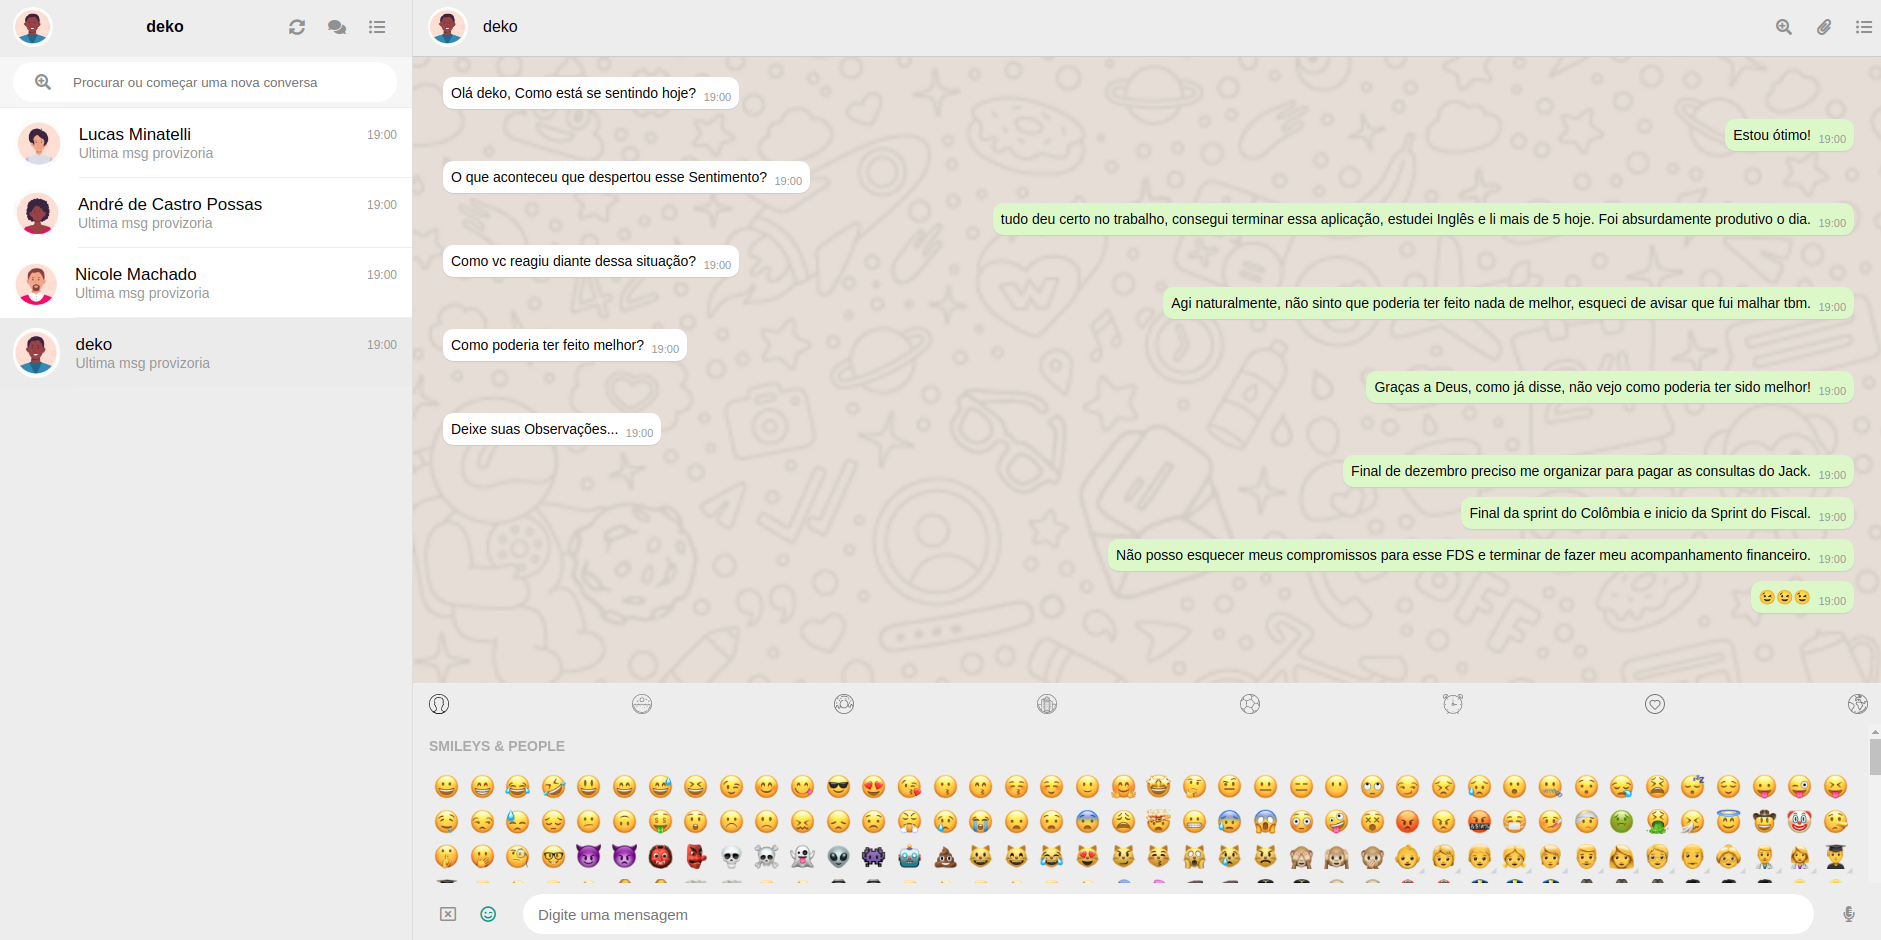 deko
Procurar ou começar uma nova conversa
Lucas Minatelli 19:00
Ultima msg provizoria
André de Castro Possas 19:00
Ultima msg provizoria
Nicole Machado 19:00
Ultima msg provizoria
deko 19:00
Ultima msg provizoria
deko
Olá deko, Como está se sentindo hoje? 19:00
Estou ótimo! 19:00
O que aconteceu que despertou esse Sentimento? 19:00
tudo deu certo no trabalho, consegui terminar essa aplicação, estudei Inglês e li mais de 5 hoje. Foi absurdamente produtivo o dia. 19:00
Como vc reagiu diante dessa situação? 19:00
Agi naturalmente, não sinto que poderia ter feito nada de melhor, esqueci de avisar que fui malhar tbm. 19:00
Como poderia ter feito melhor? 19:00
Graças a Deus, como já disse, não vejo como poderia ter sido melhor! 19:00
Deixe suas Observações... 19:00
Final de dezembro preciso me organizar para pagar as consultas do Jack. 19:00
Final da sprint do Colômbia e inicio da Sprint do Fiscal. 19:00
Não posso esquecer meus compromissos para esse FDS e terminar de fazer meu acompanhamento financeiro. 19:00
😉😉😉 19:00
SMILEYS & PEOPLE
Digite uma mensagem